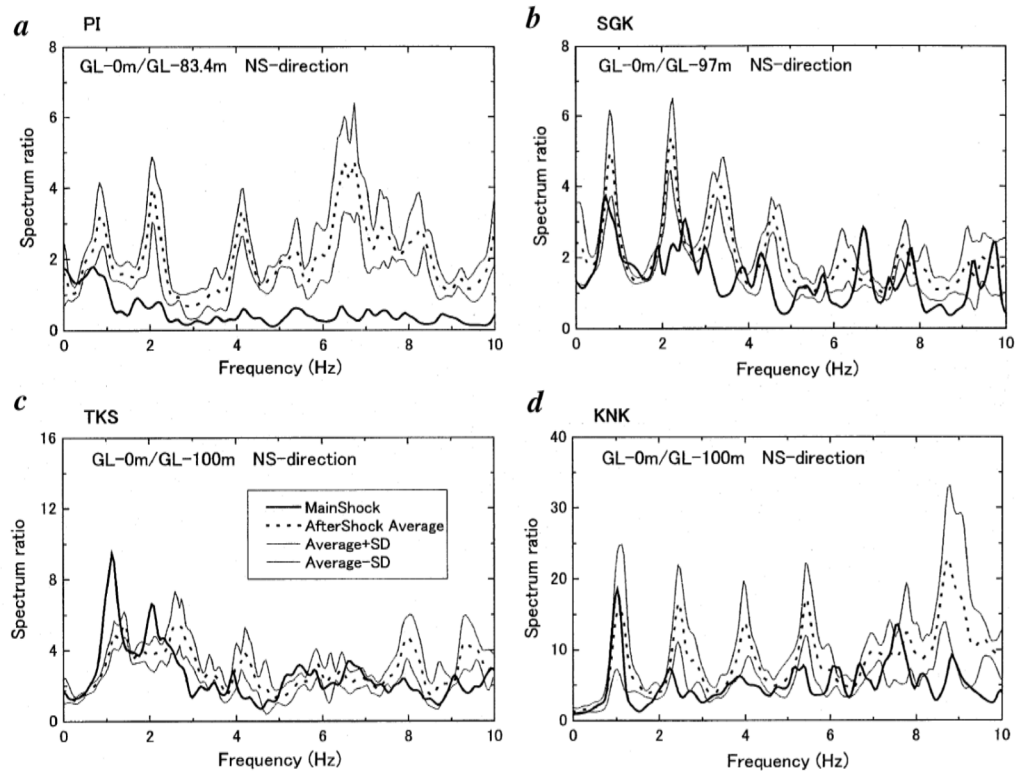 a PI
GL-0m/GL-83.4m NS-direction
8
6
4
2
0
Spectrum ratio
0 2 4 6 8 10
Frequency (Hz)
b SGK
GL-0m/GL-97m NS-direction
8
6
4
2
0
Spectrum ratio
0 2 4 6 8 10
Frequency (Hz)
c TKS
GL-0m/GL-100m NS-direction
MainShock
AfterShock Average
Average+SD
Average-SD
16
12
8
4
0
Spectrum ratio
0 2 4 6 8 10
Frequency (Hz)
d KNK
GL-0m/GL-100m NS-direction
40
30
20
10
0
Spectrum ratio
0 2 4 6 8 10
Frequency (Hz)